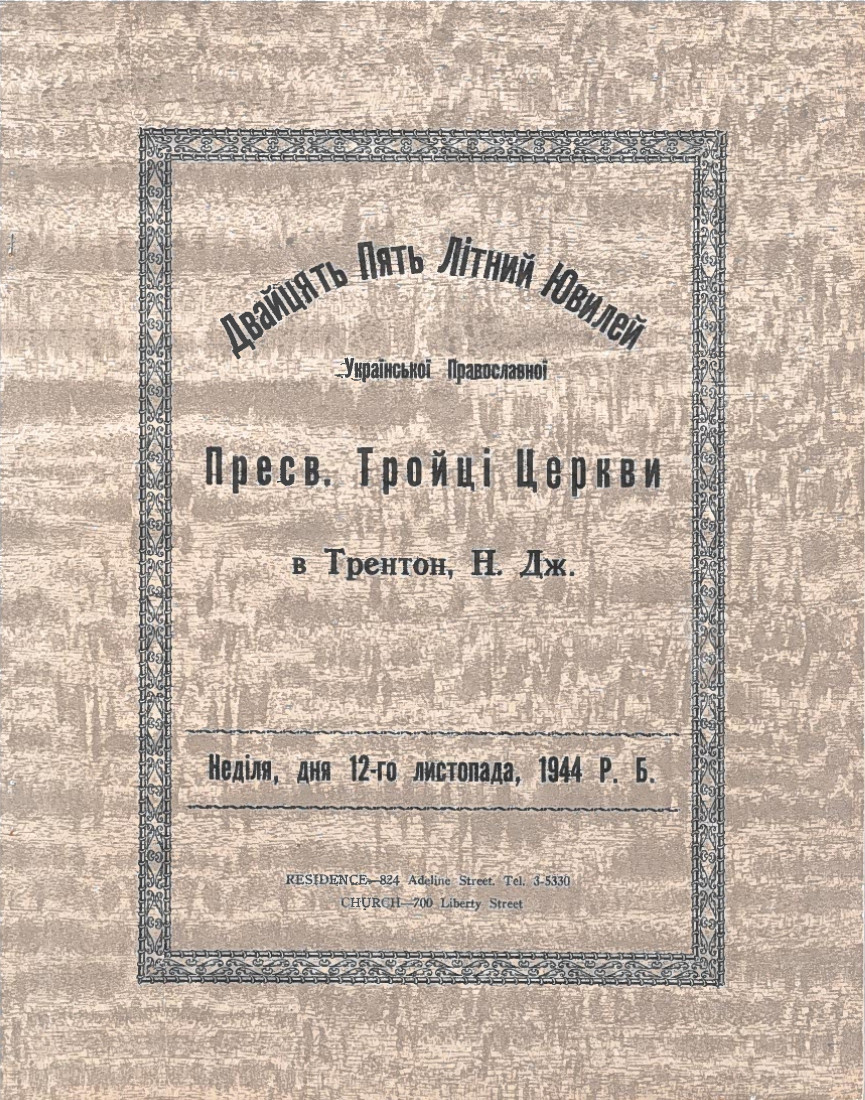 Двайцять Пять Літний Ювилей
Української Православної
Пресв. Тройці Церкви
в Трентон, Н. Дж.
Неділя, дня 12-го листопада, 1944 Р. Б.
RESIDENCE—824 Adeline Street. Tel. 3-5330
CHURCH—700 Liberty Street